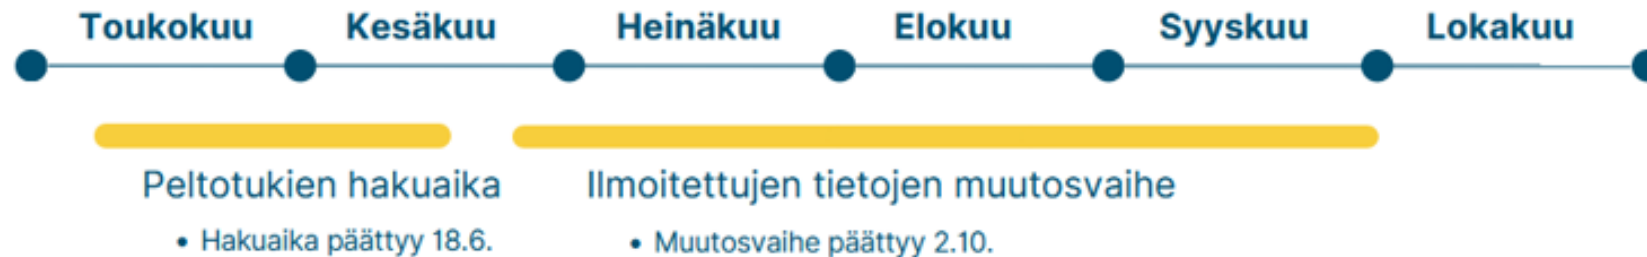 Toukokuu Kesäkuu Heinäkuu Elokuu Syyskuu Lokakuu
Peltotukien hakuaika
• Hakuaika päättyy 18.6.
Ilmoitettujen tietojen muutosvaihe
• Muutosvaihe päättyy 2.10.